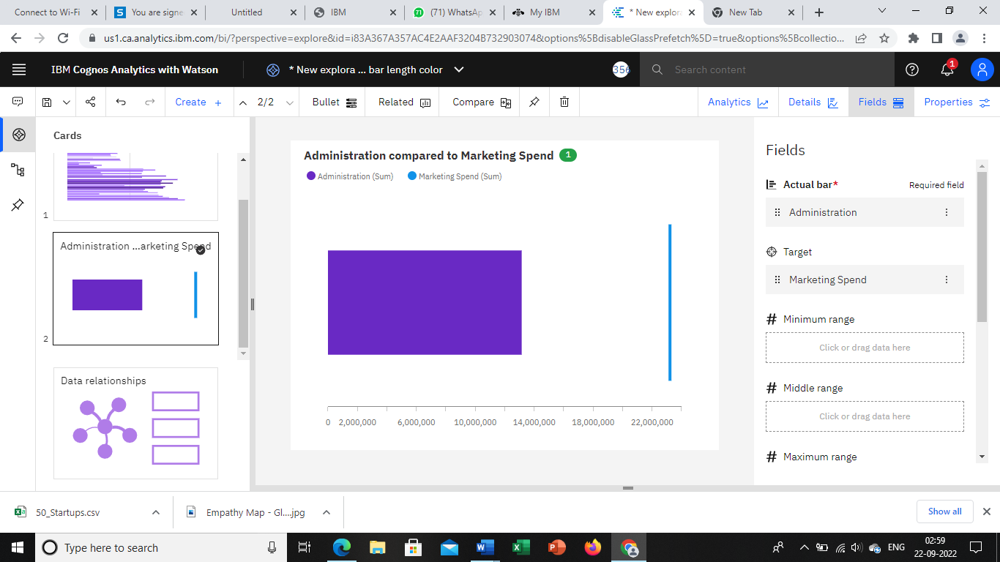 Connect to Wi-Fi
You are signe
Untitled
IBM
(71) WhatsAp
My IBM
* New explora
New Tab
us1.ca.analytics.ibm.com/bi/?perspective=explore&id=i83A367A357AC4E2AAF3204B732903074&options%5BdisableGlassPrefetch%5D=true&options%5Bcollectio...
IBM Cognos Analytics with Watson
* New explora ... bar length color
356
Search content
1
Create +
2/2
Bullet
Related
Compare
Analytics
Details
Fields
Properties
Cards
1
Administration ...arketing Spend
2
Data relationships
Administration compared to Marketing Spend 1
Administration (Sum)
Marketing Spend (Sum)
0 2,000,000 6,000,000 10,000,000 14,000,000 18,000,000 22,000,000
Fields
Actual bar* Required field
Administration
Target
Marketing Spend
# Minimum range
Click or drag data here
# Middle range
Click or drag data here
# Maximum range
50_Startups.csv
Empathy Map - Gl....jpg
Show all
Type here to search
ENG
02:59
22-09-2022